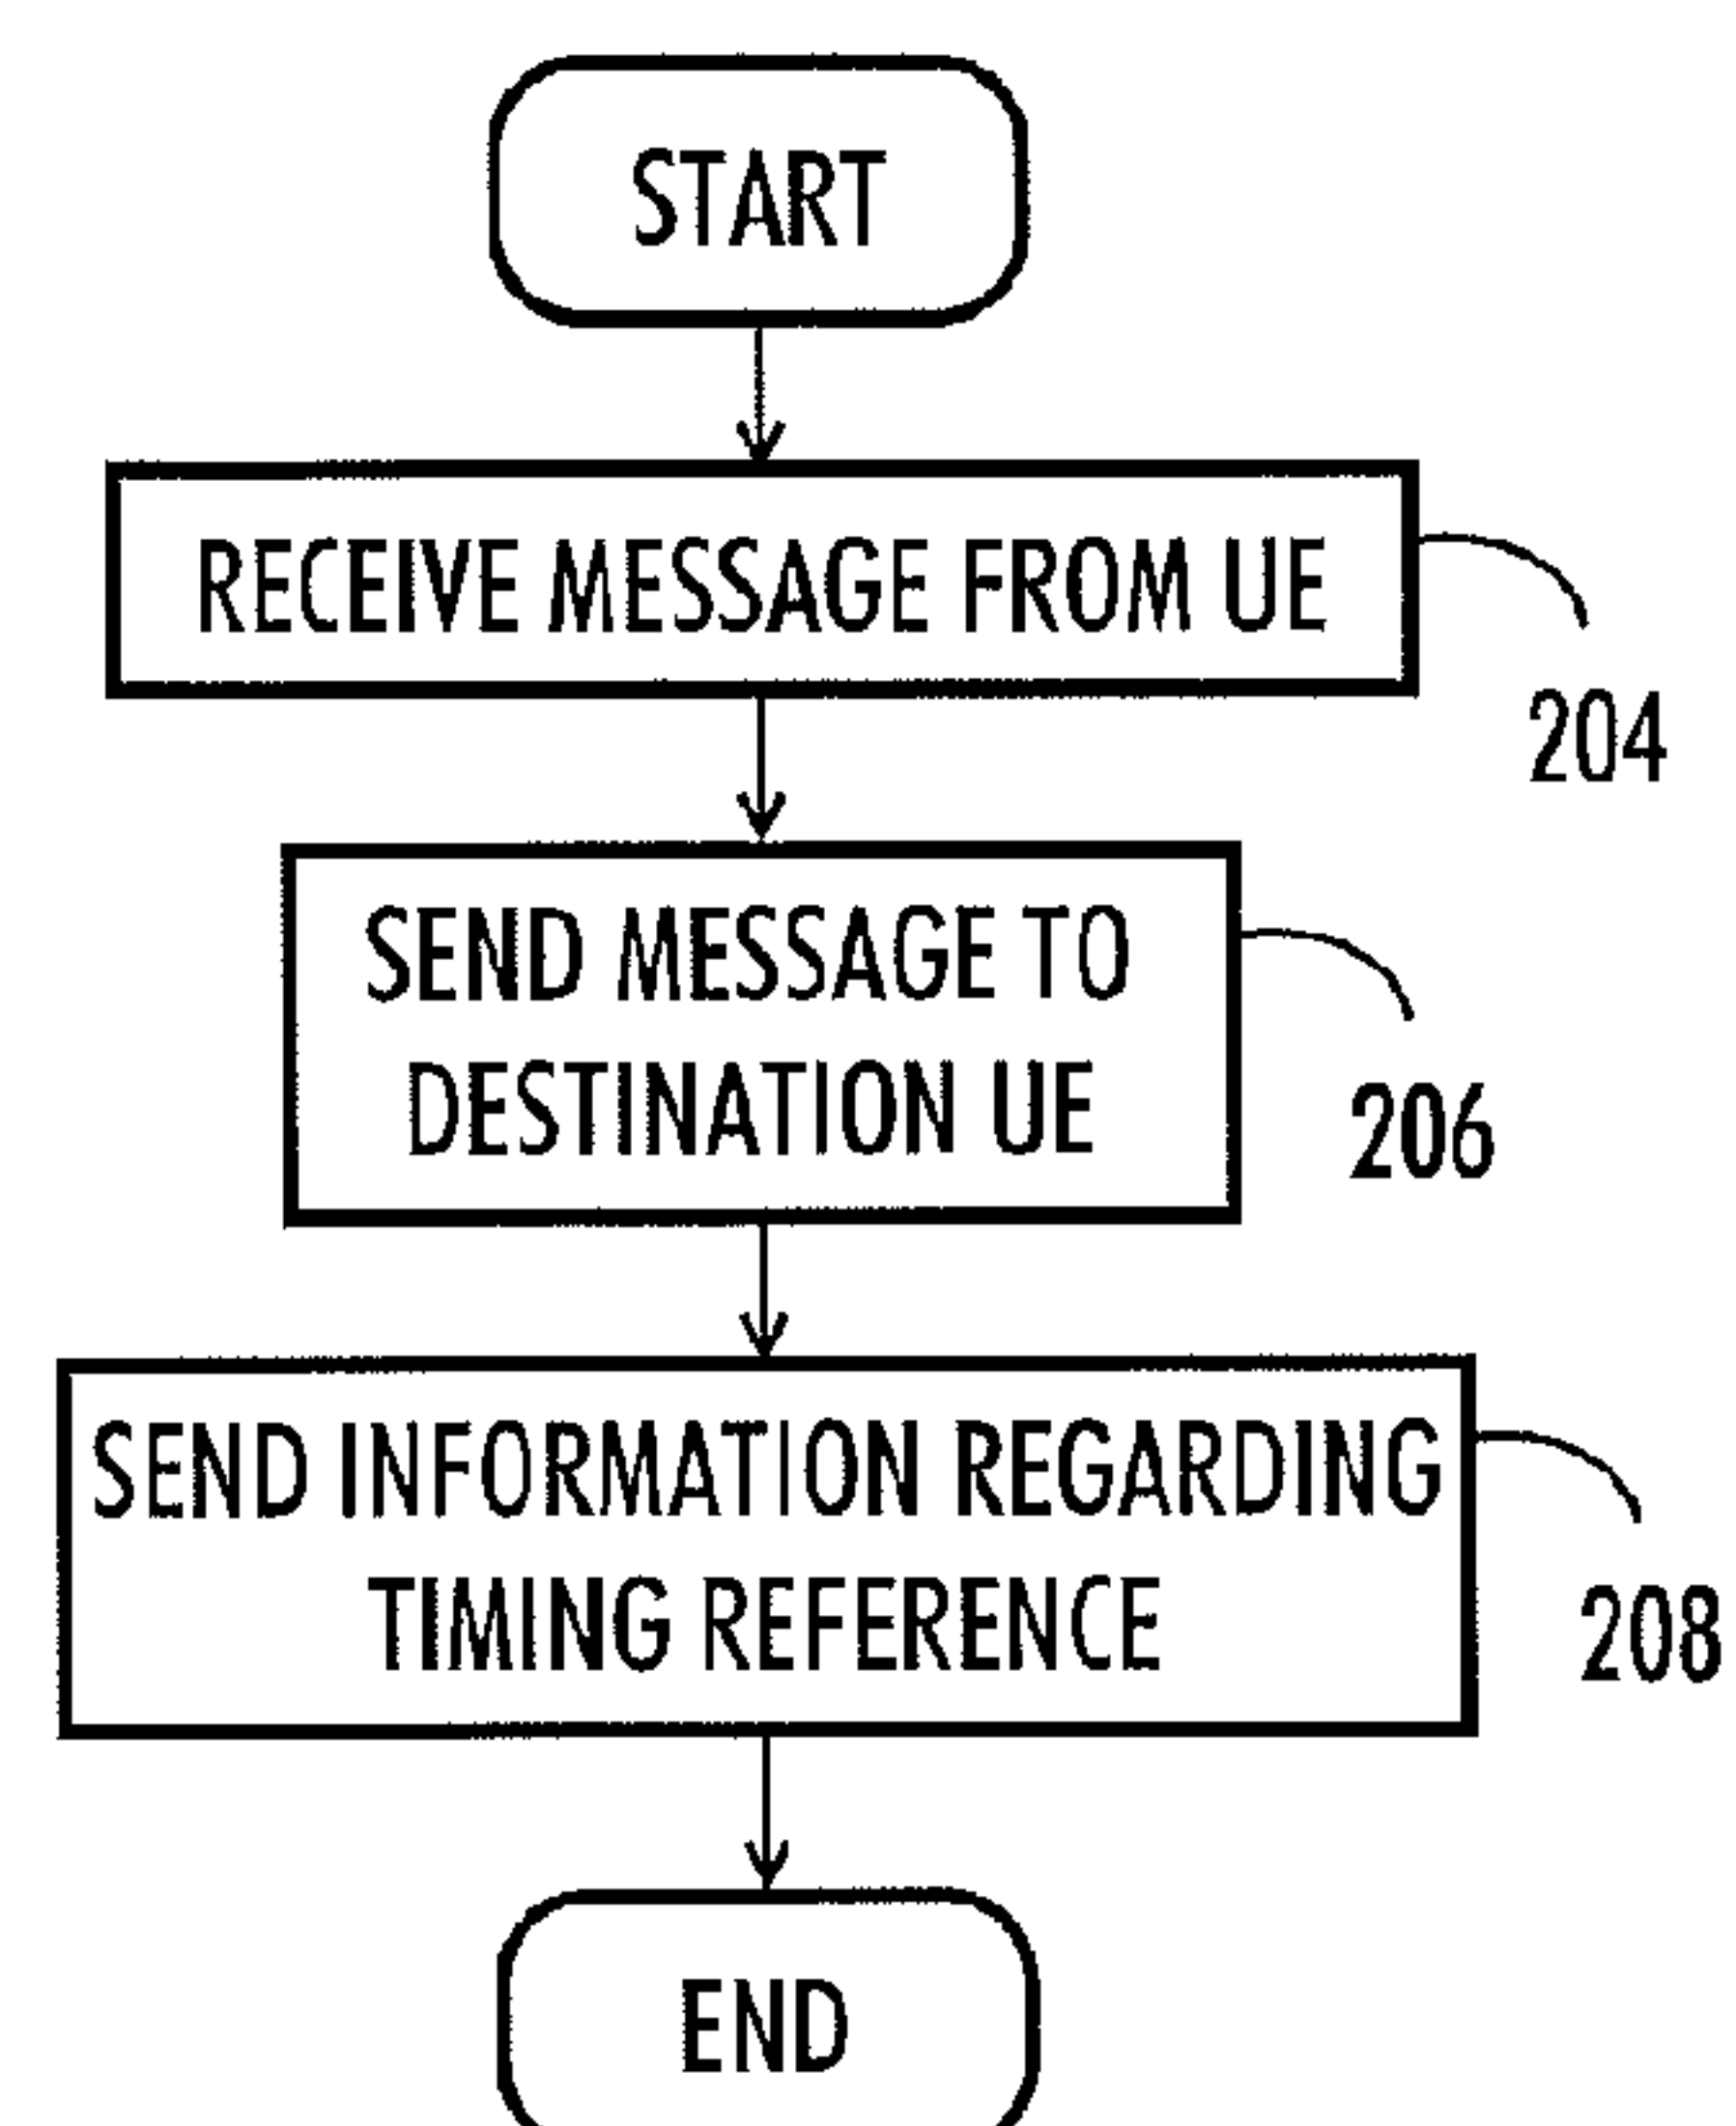 START
RECEIVE MESSAGE FROM UE
204
SEND MESSAGE TO
DESTINATION UE
206
SEND INFORMATION REGARDING
TIMING REFERENCE
208
END